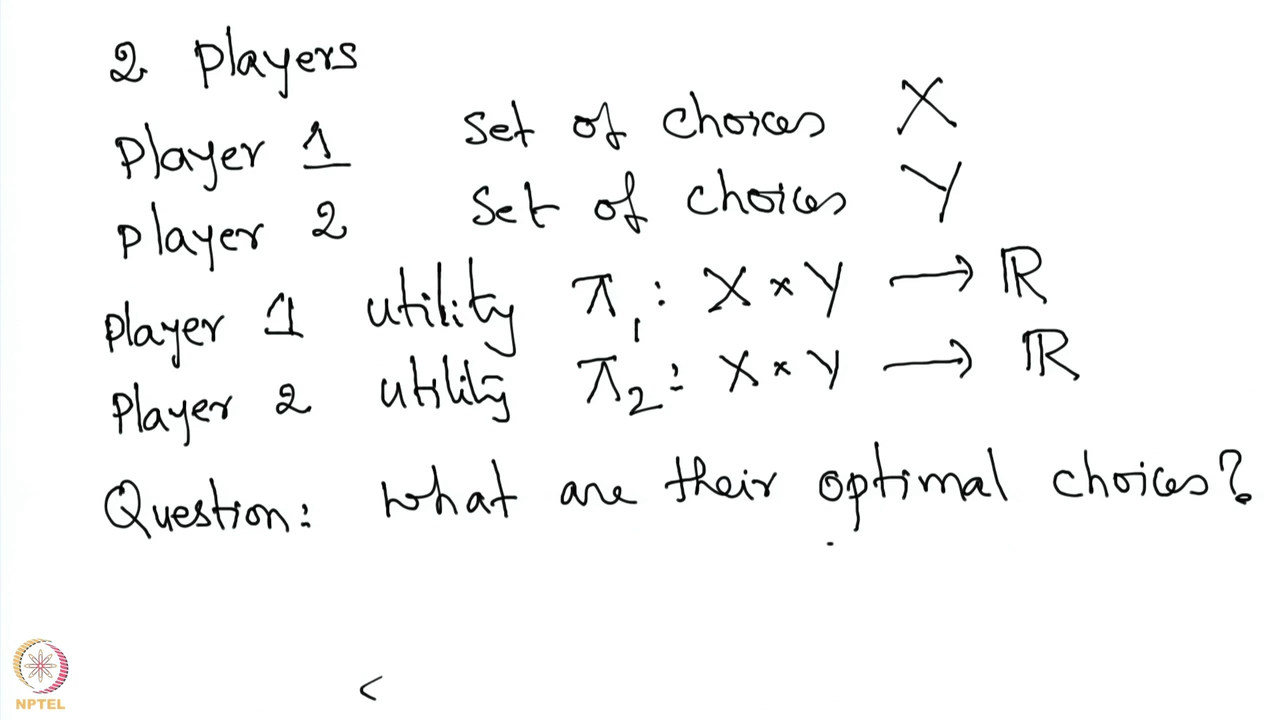 2 Players
Player 1 set of choices X
Player 2 set of choices Y
Player 1 utility π₁: X × Y → ℝ
Player 2 utility π₂: X × Y → ℝ
Question: what are their optimal choices?
NPTEL